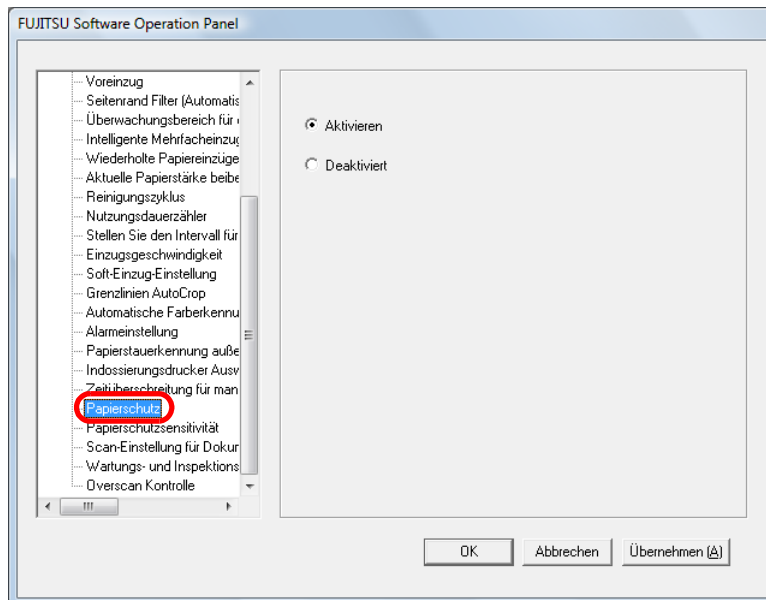 FUJITSU Software Operation Panel
Voreinzug
Seitenrand Filter (Automatis
Überwachungsbereich für
Intelligente Mehrfacheinzug
Wiederholte Papiereinzüge
Aktuelle Papierstärke beibe
Reinigungszyklus
Nutzungsdauerzähler
Stellen Sie den Intervall für
Einzugsgeschwindigkeit
Soft-Einzug-Einstellung
Grenzlinien AutoCrop
Automatische Farberkennu
Alarmeinstellung
Papierstauerkennung auße
Indossierungsdrucker Ausw
Zeitüberschreitung für man
Papierschutz
Papierschutzsensitivität
Scan-Einstellung für Dokur
Wartungs- und Inspektions
Overscan Kontrolle
Aktivieren
Deaktiviert
OK Abbrechen Übernehmen (A)